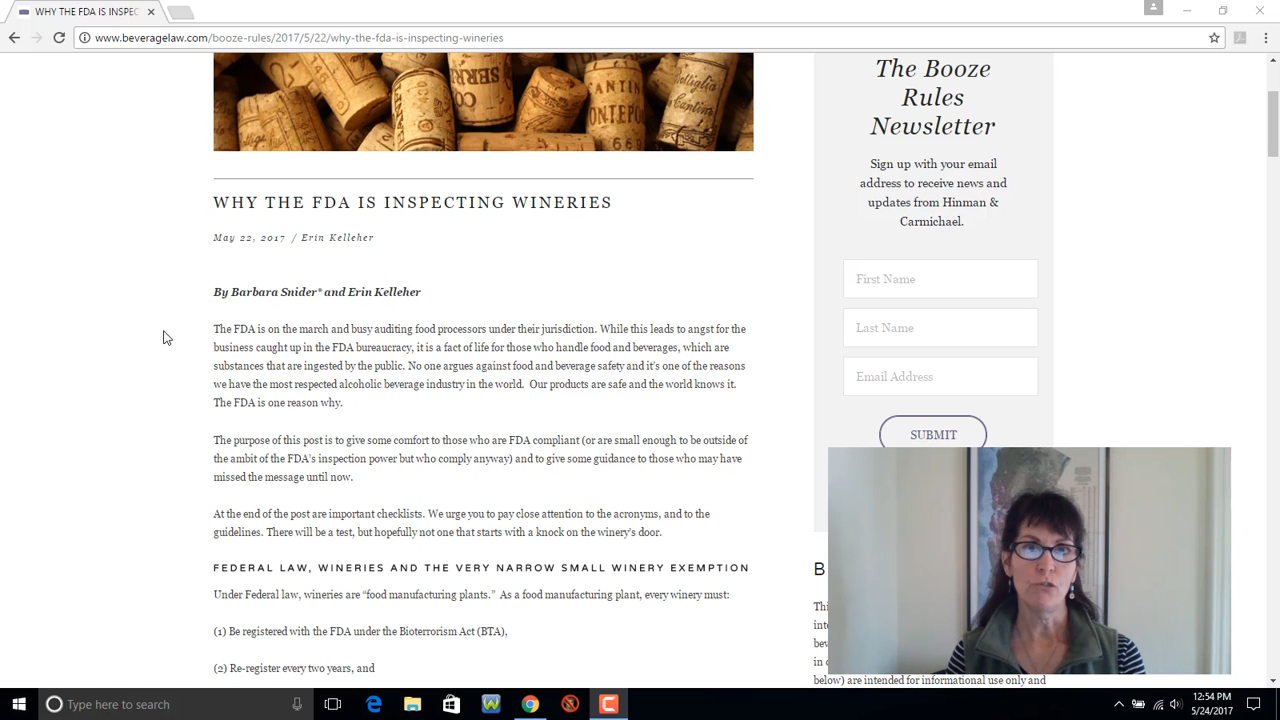 WHY THE FDA IS INSPEC
www.beveragelaw.com/booze-rules/2017/5/22/why-the-fda-is-inspecting-wineries
CANTIN
The Booze
Rules
Newsletter
Sign up with your email
address to receive news and
updates from Hinman &
Carmichael.
First Name
Last Name
Email Address
SUBMIT
WHY THE FDA IS INSPECTING WINERIES
May 22, 2017 / Erin Kelleher
By Barbara Snider* and Erin Kelleher
The FDA is on the march and busy auditing food processors under their jurisdiction. While this leads to angst for the
business caught up in the FDA bureaucracy, it is a fact of life for those who handle food and beverages, which are
substances that are ingested by the public. No one argues against food and beverage safety and it's one of the reasons
we have the most respected alcoholic beverage industry in the world.  Our products are safe and the world knows it.
The FDA is one reason why.
The purpose of this post is to give some comfort to those who are FDA compliant (or are small enough to be outside of
the ambit of the FDA's inspection power but who comply anyway) and to give some guidance to those who may have
missed the message until now.
At the end of the post are important checklists. We urge you to pay close attention to the acronyms, and to the
guidelines. There will be a test, but hopefully not one that starts with a knock on the winery's door.
FEDERAL LAW, WINERIES AND THE VERY NARROW SMALL WINERY EXEMPTION
Under Federal law, wineries are "food manufacturing plants."  As a food manufacturing plant, every winery must:
(1) Be registered with the FDA under the Bioterrorism Act (BTA),
(2) Re-register every two years, and
B
Thi
inte
bev
in c
below) are intended for informational use only and
Type here to search
12:54 PM
5/24/2017